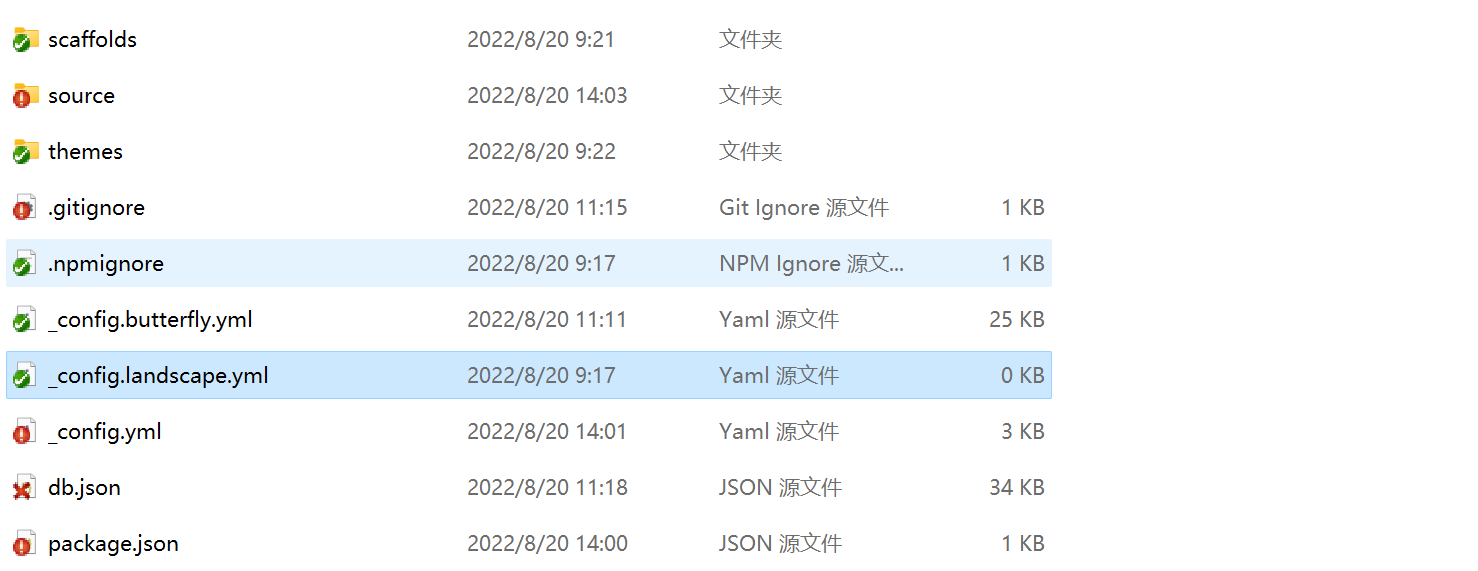 scaffolds 2022/8/20 9:21 文件夹
source 2022/8/20 14:03 文件夹
themes 2022/8/20 9:22 文件夹
.gitignore 2022/8/20 11:15 Git Ignore 源文件 1 KB
.npmignore 2022/8/20 9:17 NPM Ignore 源文... 1 KB
_config.butterfly.yml 2022/8/20 11:11 Yaml 源文件 25 KB
_config.landscape.yml 2022/8/20 9:17 Yaml 源文件 0 KB
_config.yml 2022/8/20 14:01 Yaml 源文件 3 KB
db.json 2022/8/20 11:18 JSON 源文件 34 KB
package.json 2022/8/20 14:00 JSON 源文件 1 KB